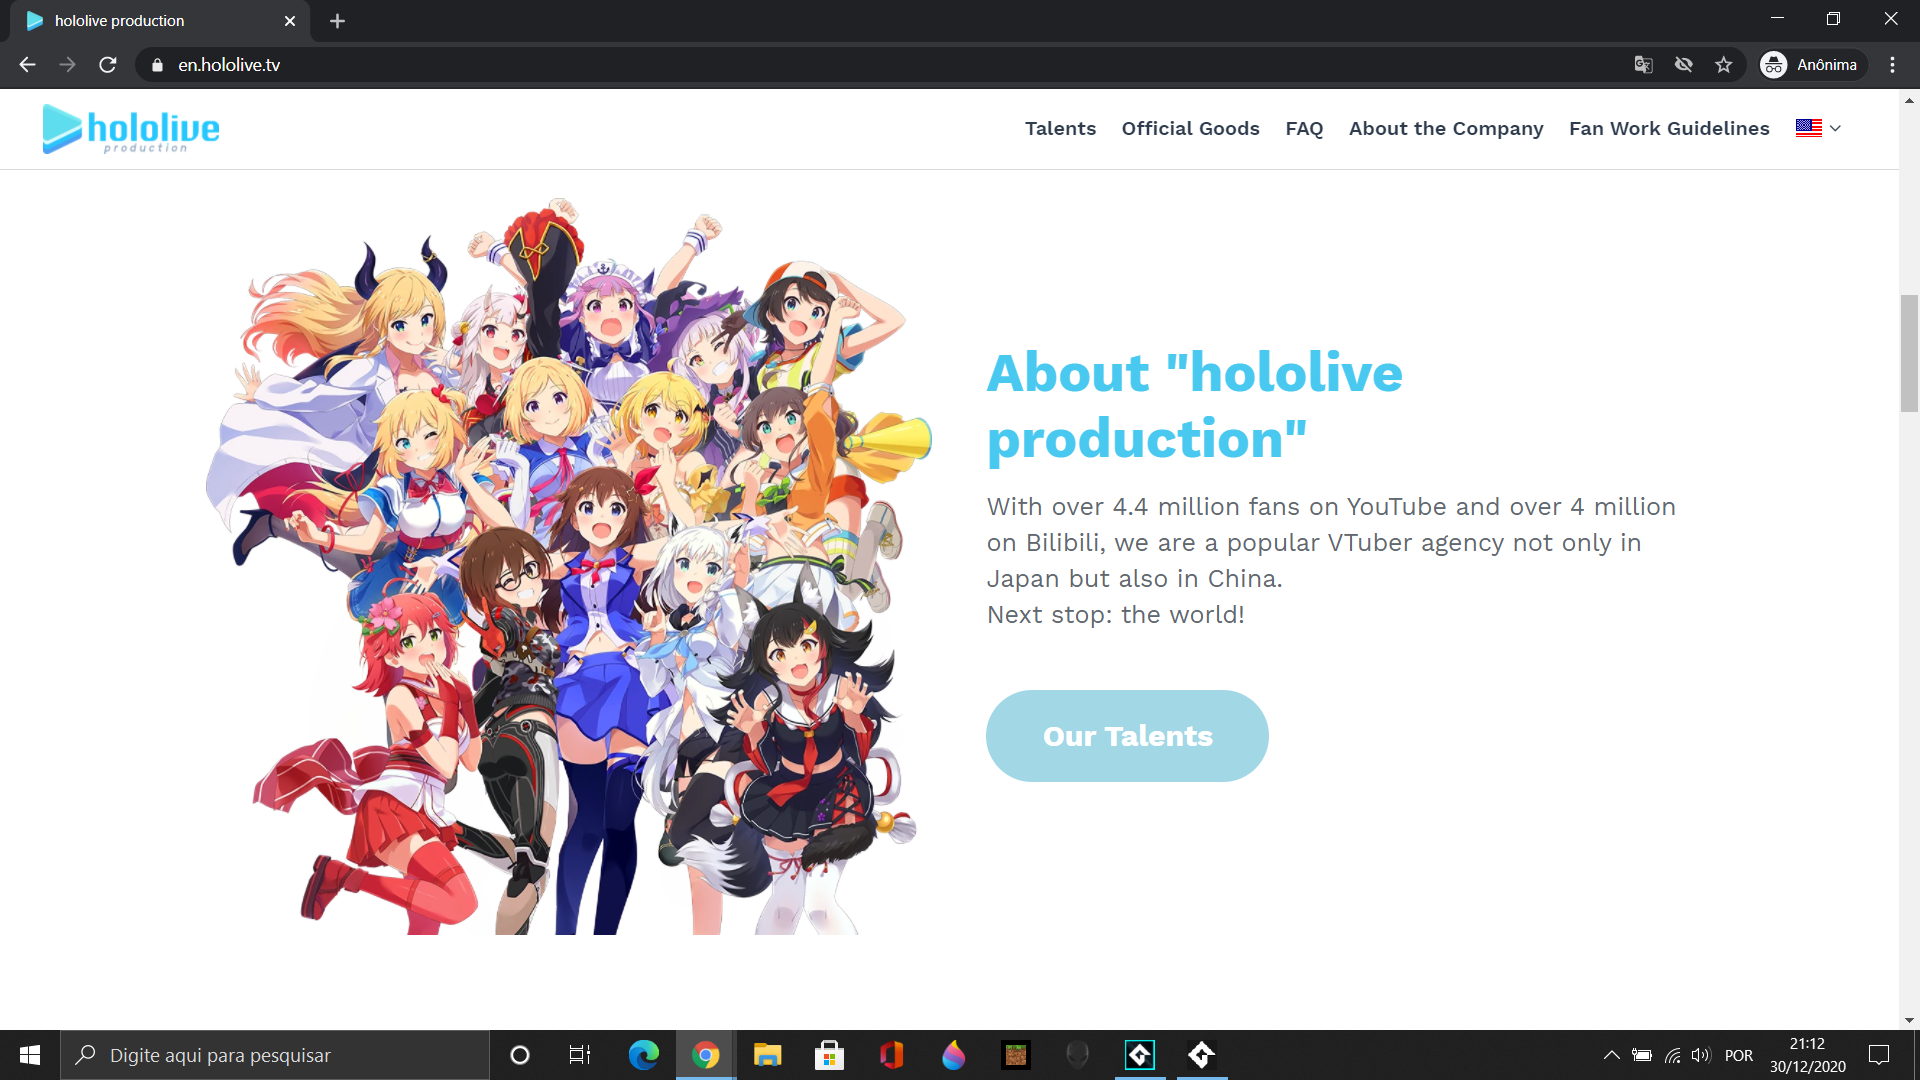 hololive production
en.hololive.tv
Anônima
hololive
production
Talents Official Goods FAQ About the Company Fan Work Guidelines
About "hololive
production"
With over 4.4 million fans on YouTube and over 4 million
on Bilibili, we are a popular VTuber agency not only in
Japan but also in China.
Next stop: the world!
Our Talents
Digite aqui para pesquisar
POR
21:12
30/12/2020